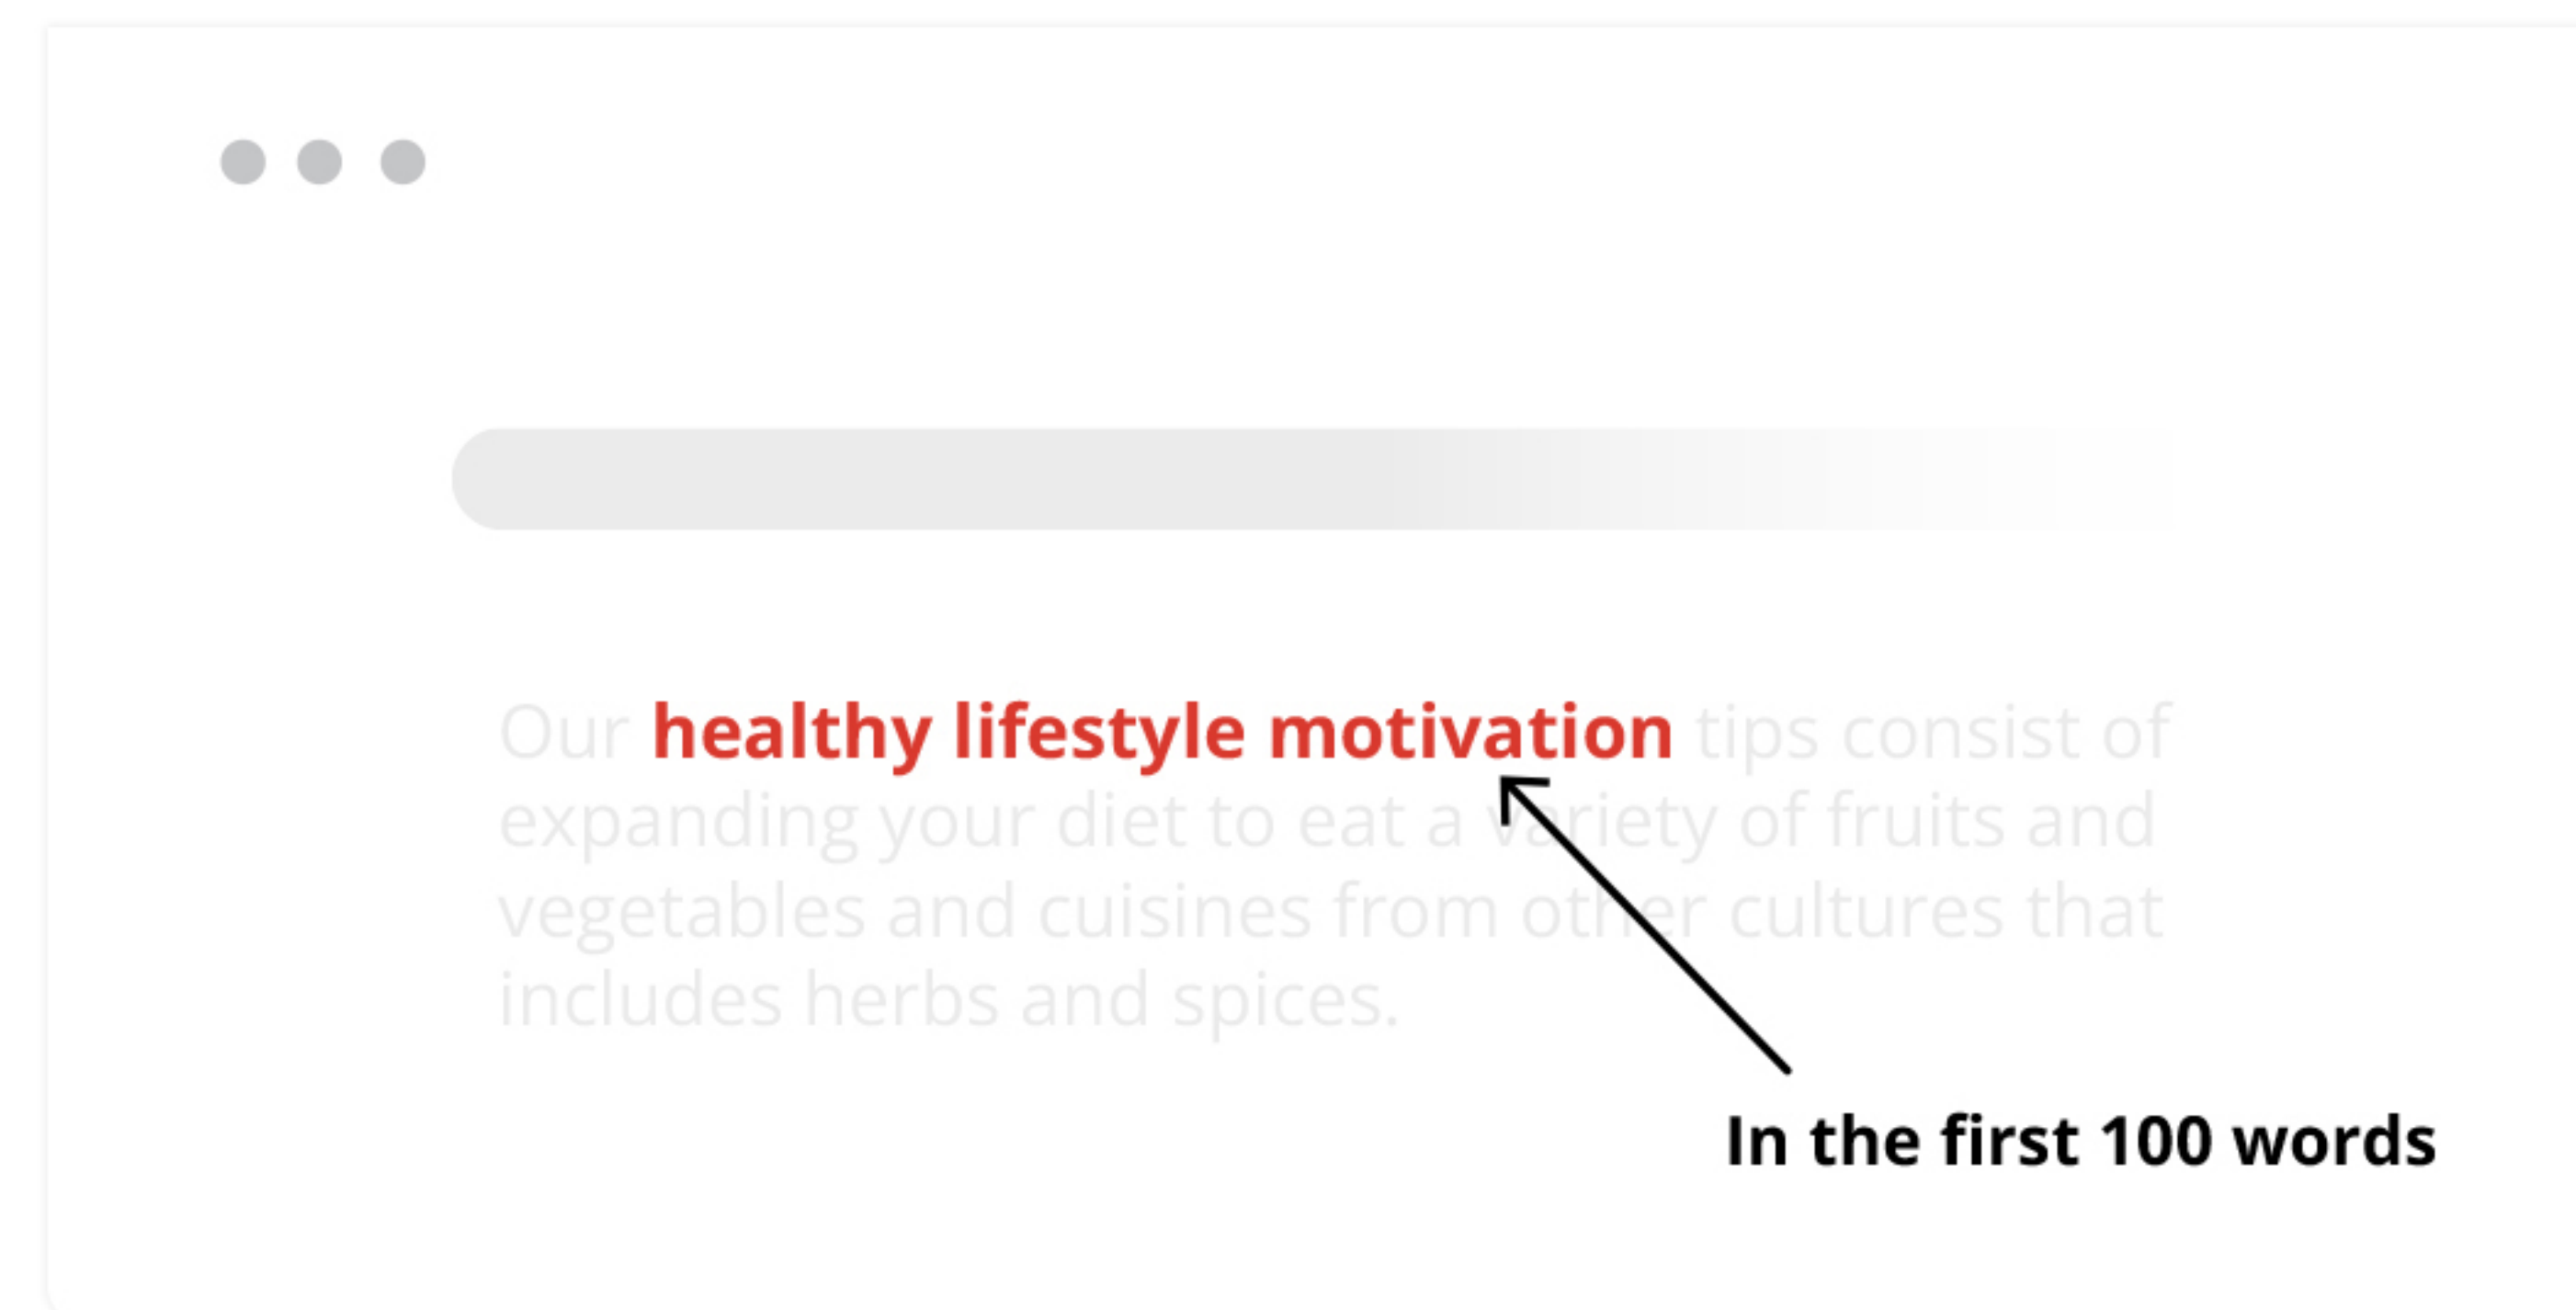 Our healthy lifestyle motivation tips consist of
expanding your diet to eat a variety of fruits and
vegetables and cuisines from other cultures that
includes herbs and spices.
In the first 100 words